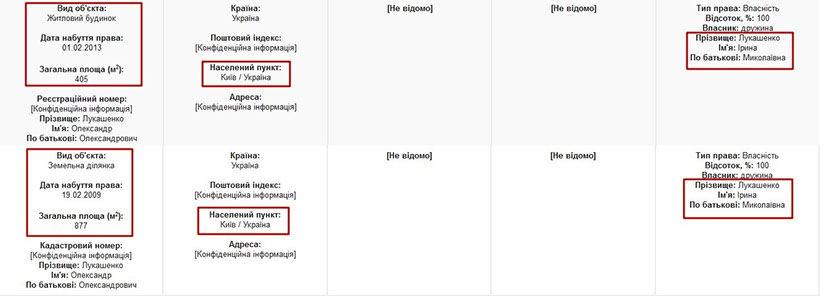 Вид об'єкта:
Житловий будинок
Дата набуття права:
01.02.2013
Загальна площа (м²):
405
Реєстраційний номер:
[Конфіденційна інформація]
Прізвище: Лукашенко
Ім'я: Олександр
По батькові: Олександрович
Країна:
Україна
Поштовий індекс:
[Конфіденційна інформація]
Населений пункт:
Київ / Україна
Адреса:
[Конфіденційна інформація]
[Не відомо]
[Не відомо]
Тип права: Власність
Відсоток, %: 100
Власник: дружина
Прізвище: Лукашенко
Ім'я: Ірина
По батькові: Миколаївна
Вид об'єкта:
Земельна ділянка
Дата набуття права:
19.02.2009
Загальна площа (м²):
877
Кадастровий номер:
[Конфіденційна інформація]
Прізвище: Лукашенко
Ім'я: Олександр
По батькові: Олександрович
Країна:
Україна
Поштовий індекс:
[Конфіденційна інформація]
Населений пункт:
Київ / Україна
Адреса:
[Конфіденційна інформація]
[Не відомо]
[Не відомо]
Тип права: Власність
Відсоток, %: 100
Власник: дружина
Прізвище: Лукашенко
Ім'я: Ірина
По батькові: Миколаївна